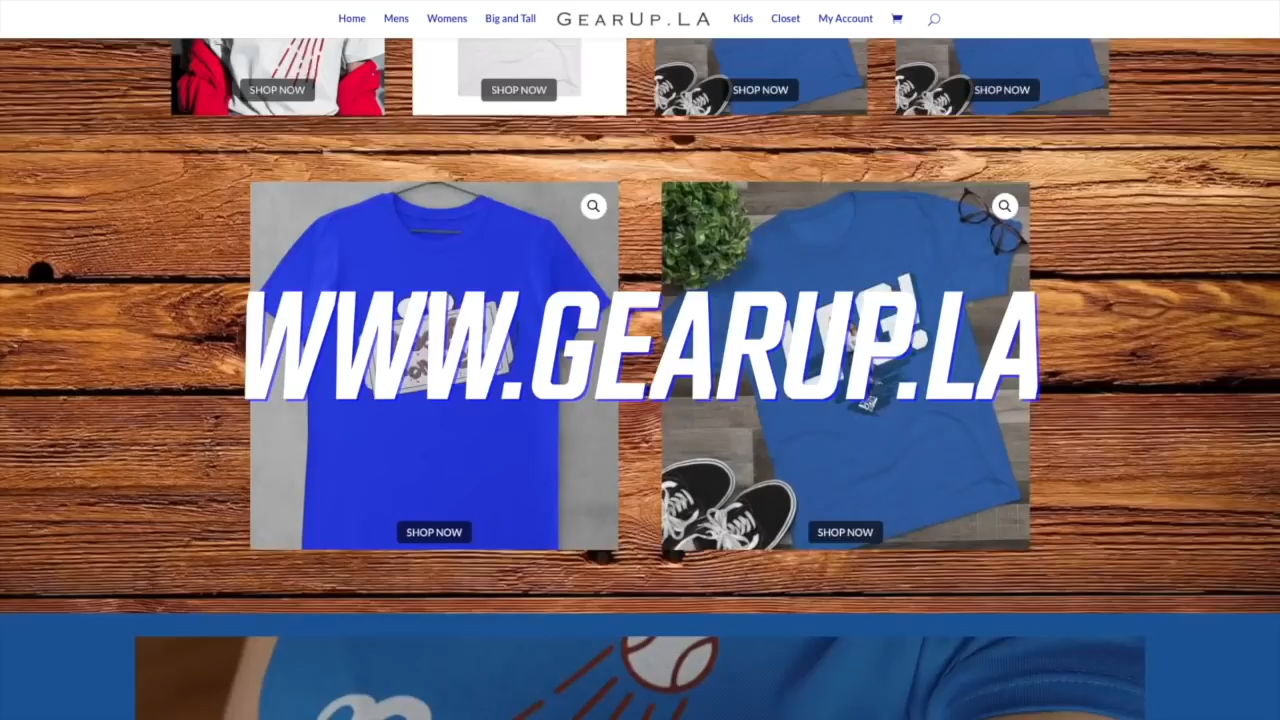 Home Mens Womens Big and Tall GEARUP.LA Kids Closet My Account
SHOP NOW SHOP NOW SHOP NOW SHOP NOW
WWW.GEARUP.LA
SHOP NOW SHOP NOW